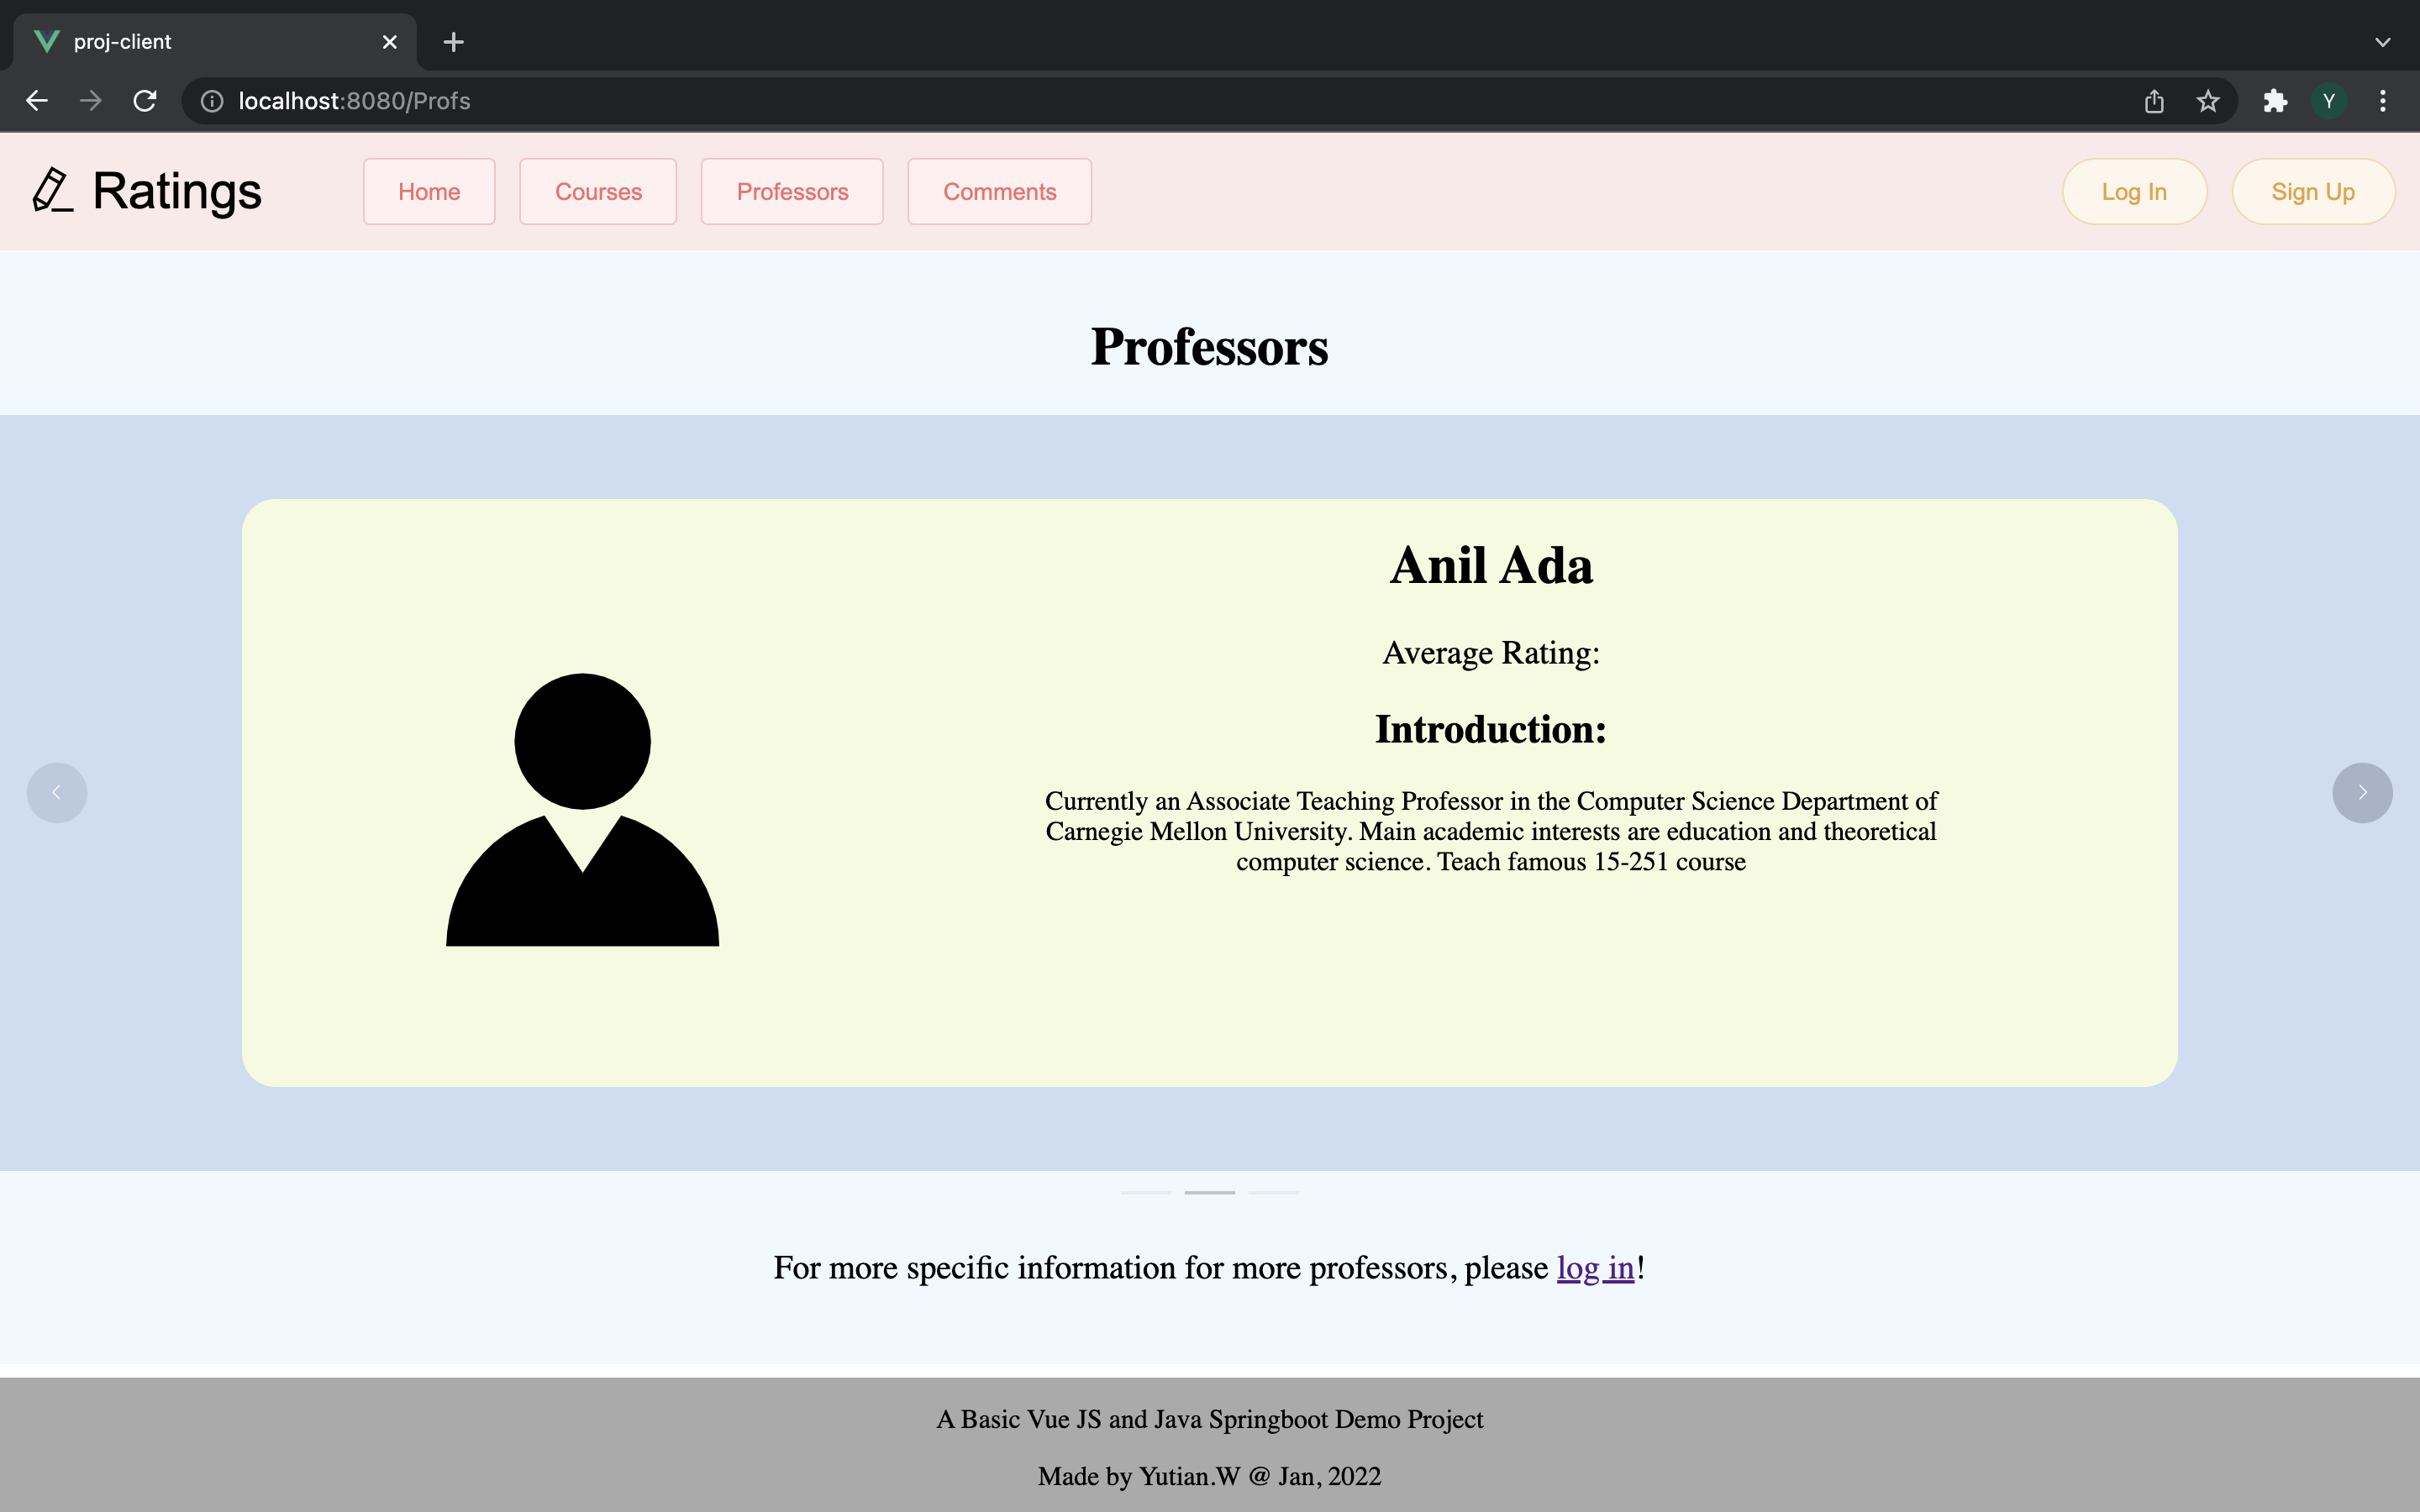 proj-client
localhost:8080/Profs
Y
Ratings
Home
Courses
Professors
Comments
Log In
Sign Up
Professors
Anil Ada
Average Rating:
Introduction:
Currently an Associate Teaching Professor in the Computer Science Department of
Carnegie Mellon University. Main academic interests are education and theoretical
computer science. Teach famous 15-251 course
For more specific information for more professors, please log in!
A Basic Vue JS and Java Springboot Demo Project
Made by Yutian.W @ Jan, 2022